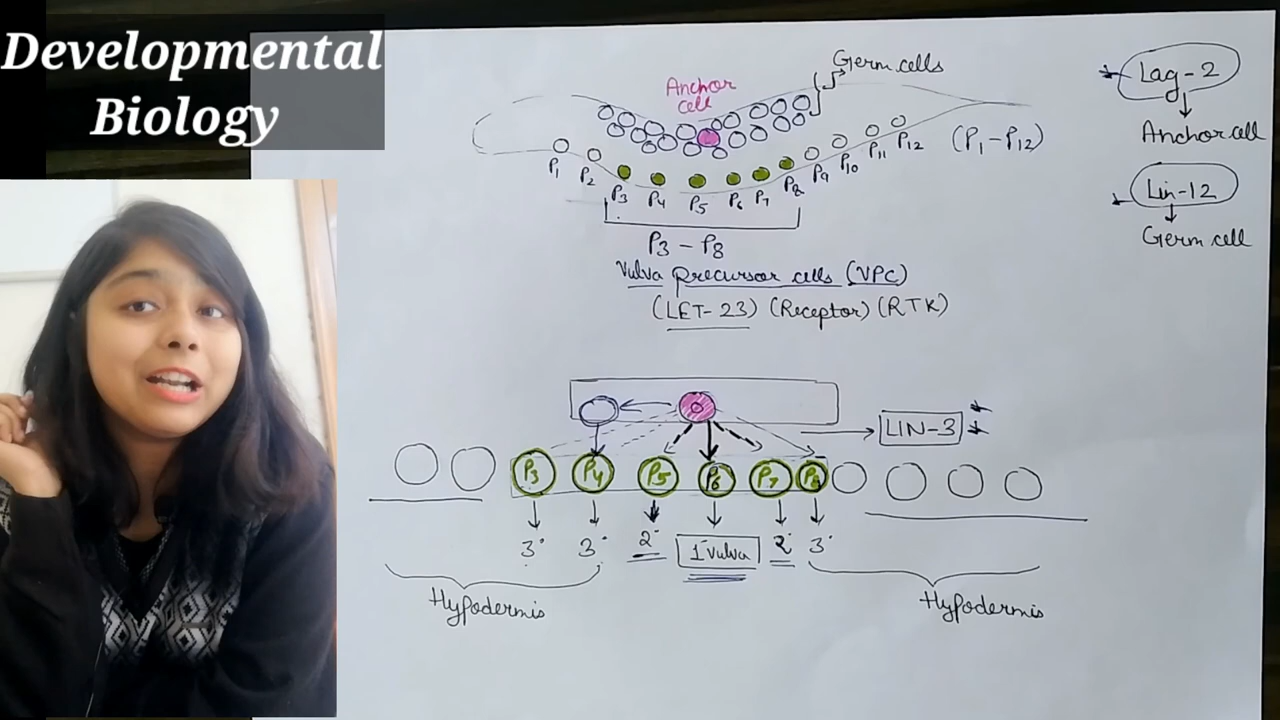 Developmental
Biology
Germ cells
Anchor
cell
P1 P2 P3 P4 P5 P6 P7 P8 P9 P10 P11 P12 (P1-P12)
P3 - P8
Vulva precursor cells (VPC)
(LET-23) (Receptor) (RTK)
Lag-2
Anchor cell
Lin-12
Germ cell
LIN-3
P3 P4 P5 P6 P7 P8
3° 3° 2° 1° vulva 2° 3°
Hypodermis
Hypodermis